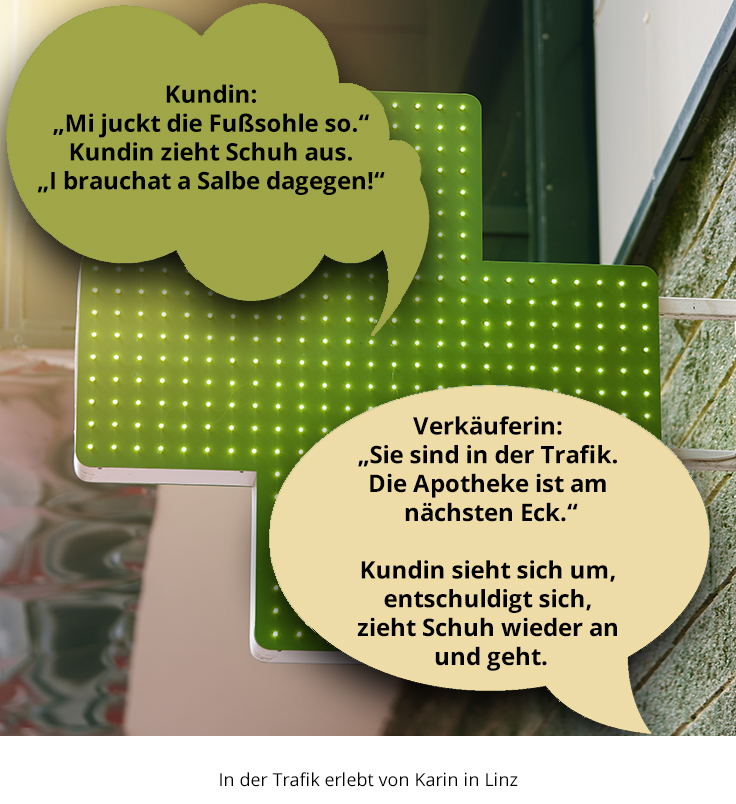 Kundin:
„Mi juckt die Fußsohle so.“
Kundin zieht Schuh aus.
„I brauchat a Salbe dagegen!“
Verkäuferin:
„Sie sind in der Trafik.
Die Apotheke ist am
nächsten Eck.“
Kundin sieht sich um,
entschuldigt sich,
zieht Schuh wieder an
und geht.
In der Trafik erlebt von Karin in Linz